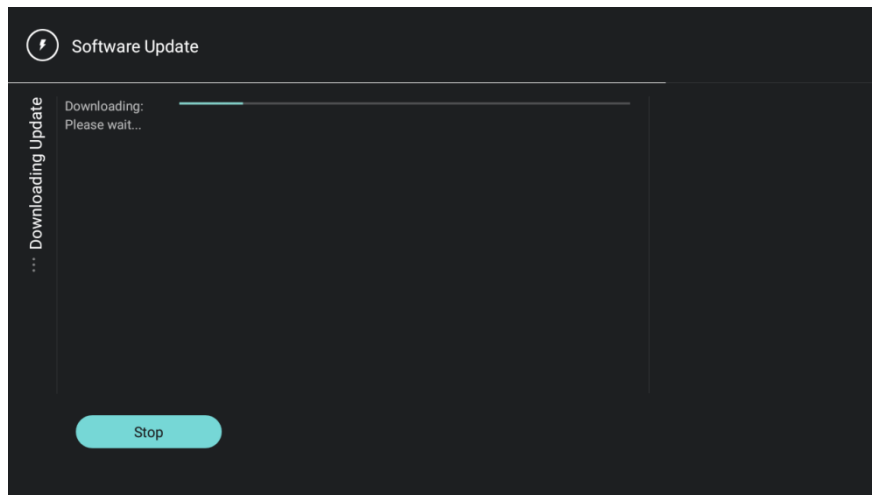 Software Update
Downloading Update
Downloading:
Please wait...
Stop